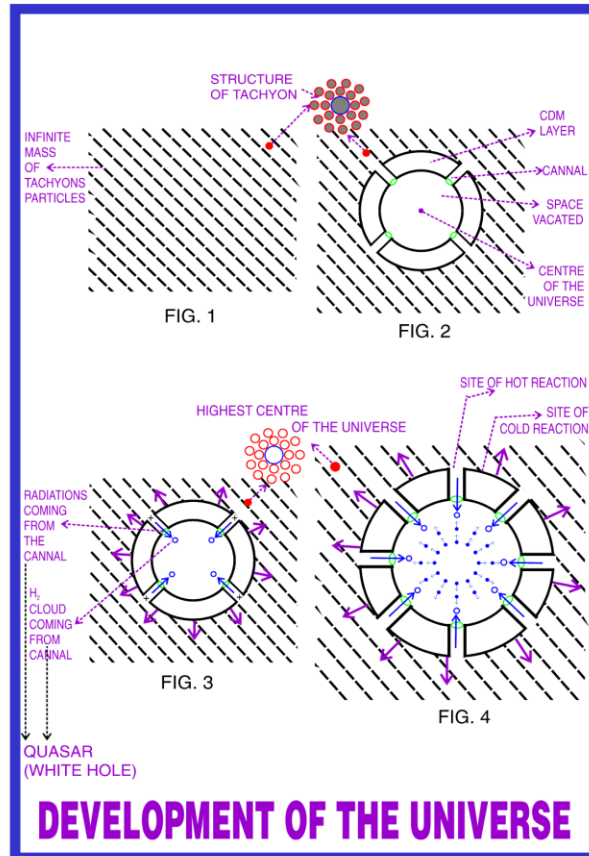 STRUCTURE
OF TACHYON
INFINITE
MASS
OF
TACHYONS
PARTICLES
CDM
LAYER
CANNAL
SPACE
VACATED
CENTRE
OF THE
UNIVERSE
FIG. 1
FIG. 2
SITE OF HOT REACTION
HIGHEST CENTRE
OF THE UNIVERSE
SITE OF
COLD REACTION
RADIATIONS
COMING
FROM
THE
CANNAL
H₂
CLOUD
COMING
FROM
CANNAL
FIG. 3
FIG. 4
QUASAR
(WHITE HOLE)
DEVELOPMENT OF THE UNIVERSE